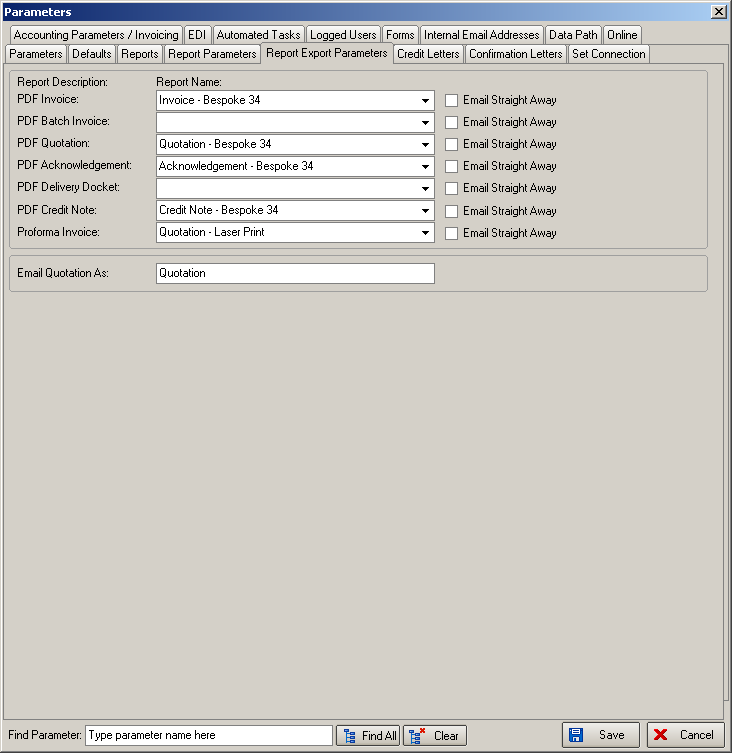 Parameters
Accounting Parameters / Invoicing EDI Automated Tasks Logged Users Forms Internal Email Addresses Data Path Online
Parameters Defaults Reports Report Parameters Report Export Parameters Credit Letters Confirmation Letters Set Connection
Report Description: Report Name:
PDF Invoice: Invoice - Bespoke 34 Email Straight Away
PDF Batch Invoice: Email Straight Away
PDF Quotation: Quotation - Bespoke 34 Email Straight Away
PDF Acknowledgement: Acknowledgement - Bespoke 34 Email Straight Away
PDF Delivery Docket: Email Straight Away
PDF Credit Note: Credit Note - Bespoke 34 Email Straight Away
Proforma Invoice: Quotation - Laser Print Email Straight Away
Email Quotation As: Quotation
Find Parameter: Type parameter name here Find All Clear Save Cancel